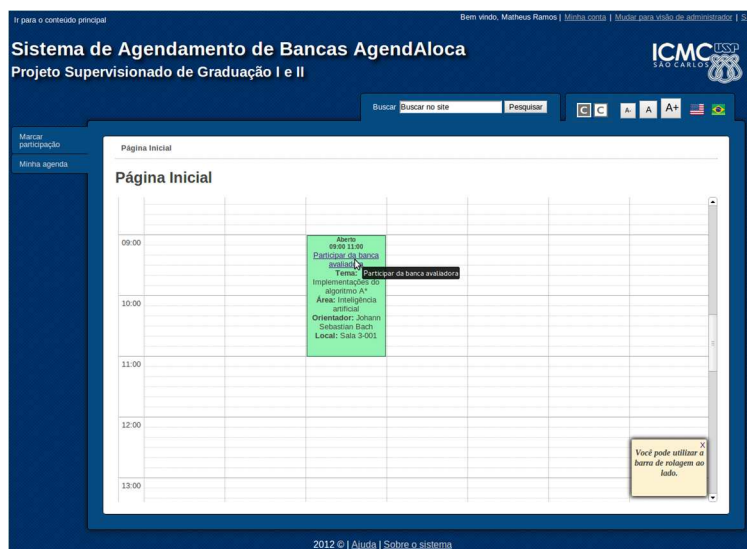 Ir para o conteúdo principal
Bem vindo, Matheus Ramos | Minha conta | Mudar para visão de administrador | S
Sistema de Agendamento de Bancas AgendAloca
Projeto Supervisionado de Graduação I e II
ICMC USP
SÃO CARLOS
Buscar Buscar no site Pesquisar
C C A- A A+
Marcar
participação
Minha agenda
Página Inicial
Página Inicial
09:00
Aberto
09:00 11:00
Participar da banca
avaliadora
Participar da banca avaliadora
Tema:
Implementações do
algoritmo A*
Área: Inteligência
artificial
Orientador: Johann
Sebastian Bach
Local: Sala 3-001
10:00
11:00
12:00
13:00
X
Você pode utilizar a
barra de rolagem ao
lado.
2012 © | Ajuda | Sobre o sistema